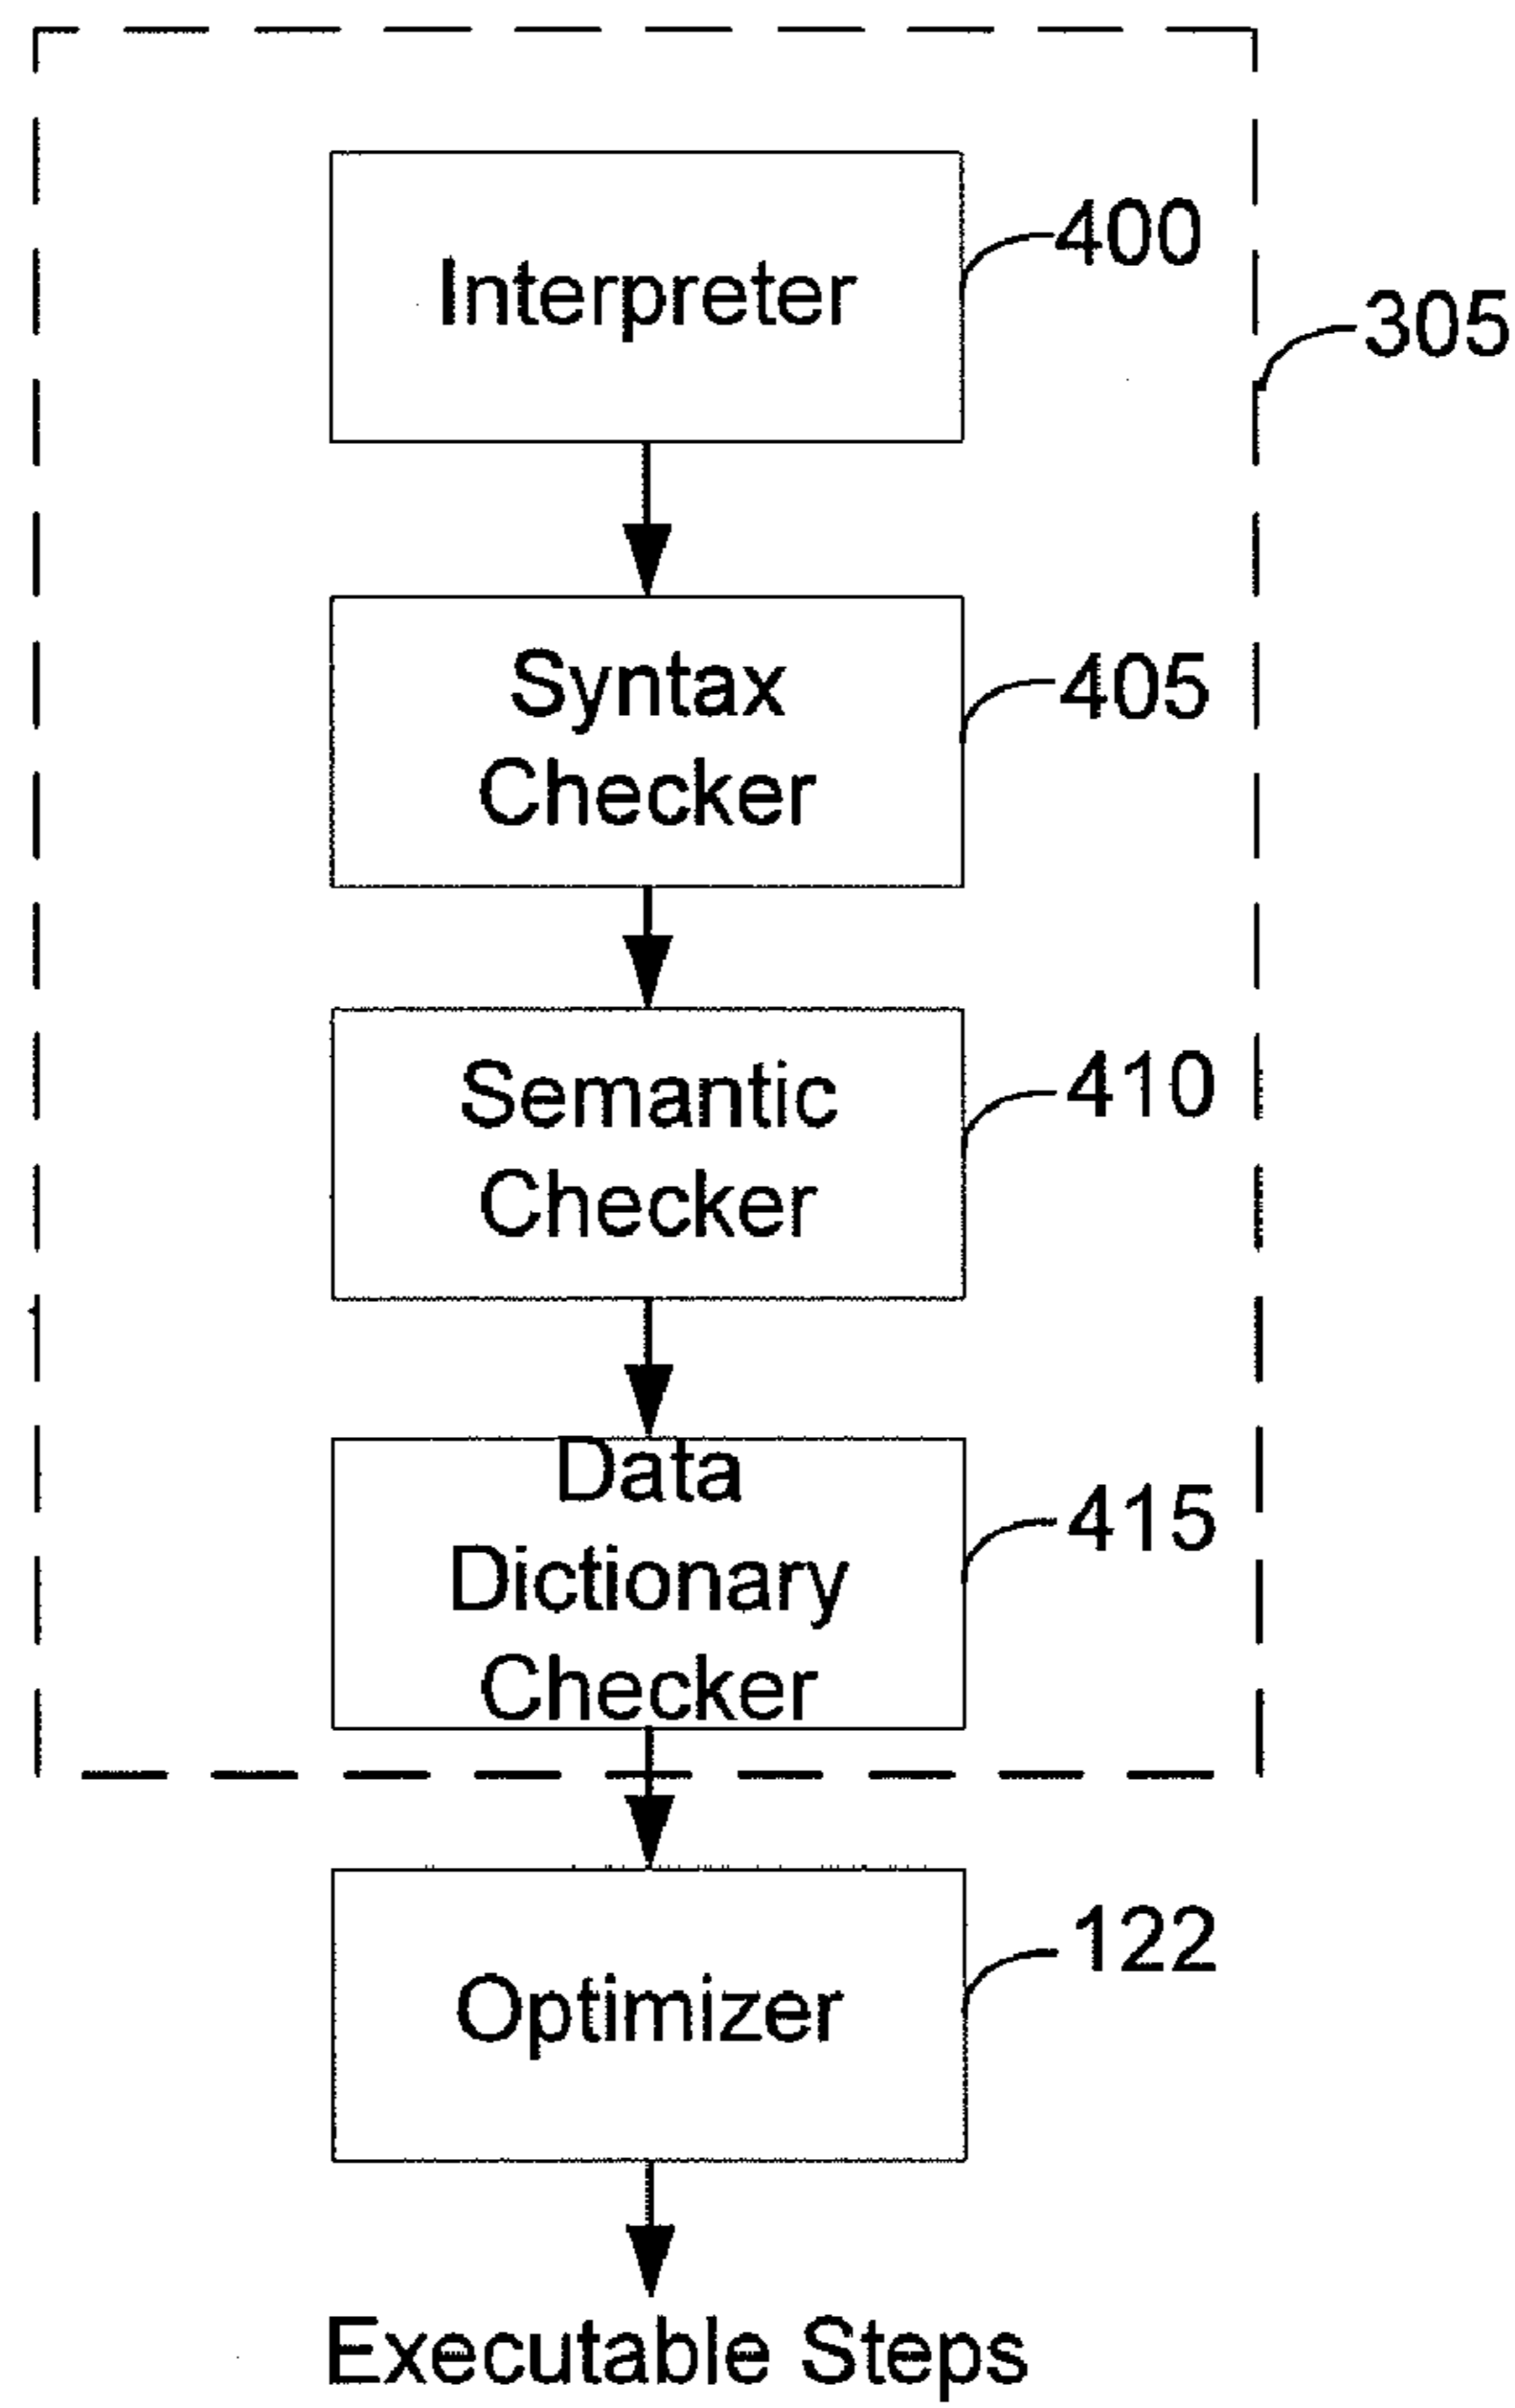 Interpreter
400
305
Syntax
Checker
405
Semantic
Checker
410
Data
Dictionary
Checker
415
Optimizer
122
Executable Steps